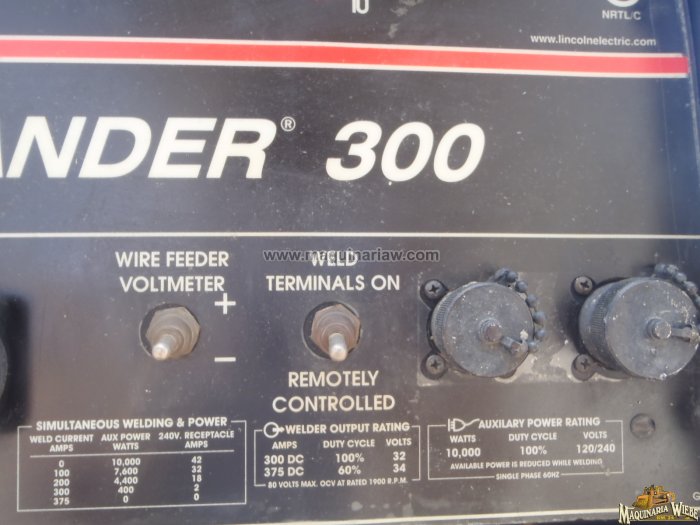 10
NRTL/C
www.lincolnelectric.com
ANDER® 300
www.maquinariaw.com
WIRE FEEDER
VOLTMETER
+
–
WELD
TERMINALS ON
REMOTELY
CONTROLLED
SIMULTANEOUS WELDING & POWER
WELD CURRENT AUX POWER 240V. RECEPTACLE
AMPS WATTS AMPS
0 10,000 42
100 7,600 32
200 4,400 18
300 400 2
375 0 0
WELDER OUTPUT RATING
AMPS DUTY CYCLE VOLTS
300 DC 100% 32
375 DC 60% 34
80 VOLTS MAX. OCV AT RATED 1900 R.P.M.
AUXILARY POWER RATING
WATTS DUTY CYCLE VOLTS
10,000 100% 120/240
AVAILABLE POWER IS REDUCED WHILE WELDING
SINGLE PHASE 60HZ
MAQUINARIA WIEBE